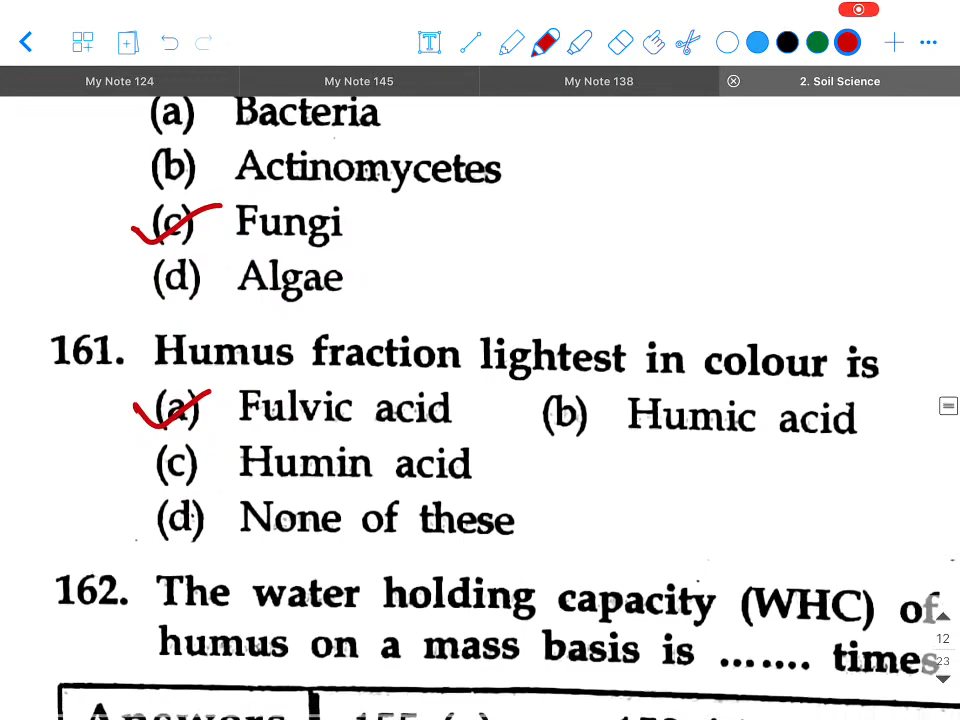 My Note 124
My Note 145
My Note 138
2. Soil Science
(a) Bacteria
(b) Actinomycetes
(c) Fungi
(d) Algae
161. Humus fraction lightest in colour is
(a) Fulvic acid (b) Humic acid
(c) Humin acid
(d) None of these
162. The water holding capacity (WHC) of
humus on a mass basis is ....... times
12
23
Answers